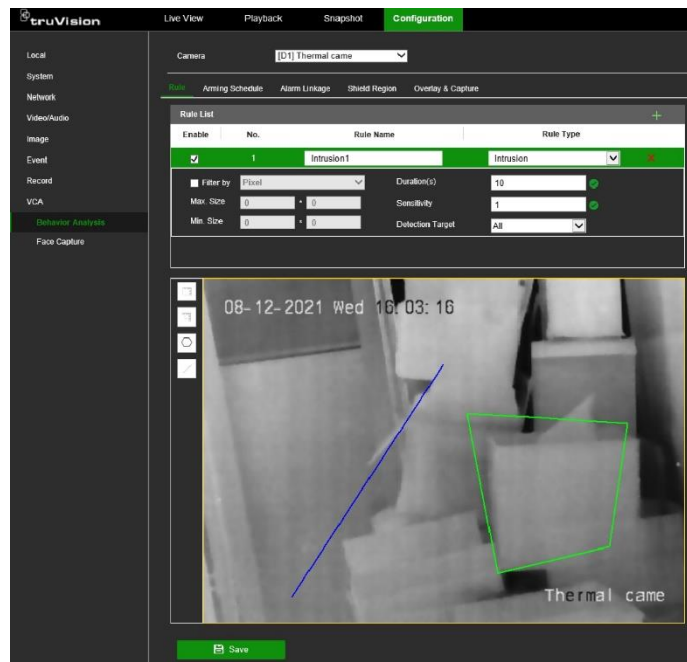 truVision Live View Playback Snapshot Configuration
Local
System
Network
Video/Audio
Image
Event
Record
VCA
Behavior Analysis
Face Capture
Camera [D1] Thermal came
Rule Arming Schedule Alarm Linkage Shield Region Overlay & Capture
Rule List
Enable No. Rule Name Rule Type
1 Intrusion1 Intrusion
Filter by Pixel Duration(s) 10
Max. Size 0 * 0 Sensitivity 1
Min. Size 0 * 0 Detection Target All
08-12-2021 Wed 16:03:16
Thermal came
Save